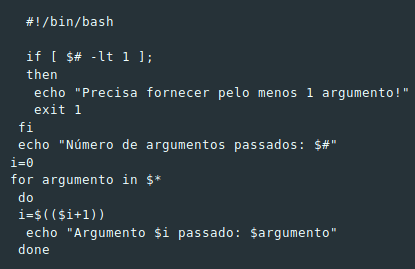 #!/bin/bash
if [ $# -lt 1 ];
then
echo "Precisa fornecer pelo menos 1 argumento!"
exit 1
fi
echo "Número de argumentos passados: $#"
i=0
for argumento in $*
do
i=$(($i+1))
echo "Argumento $i passado: $argumento"
done